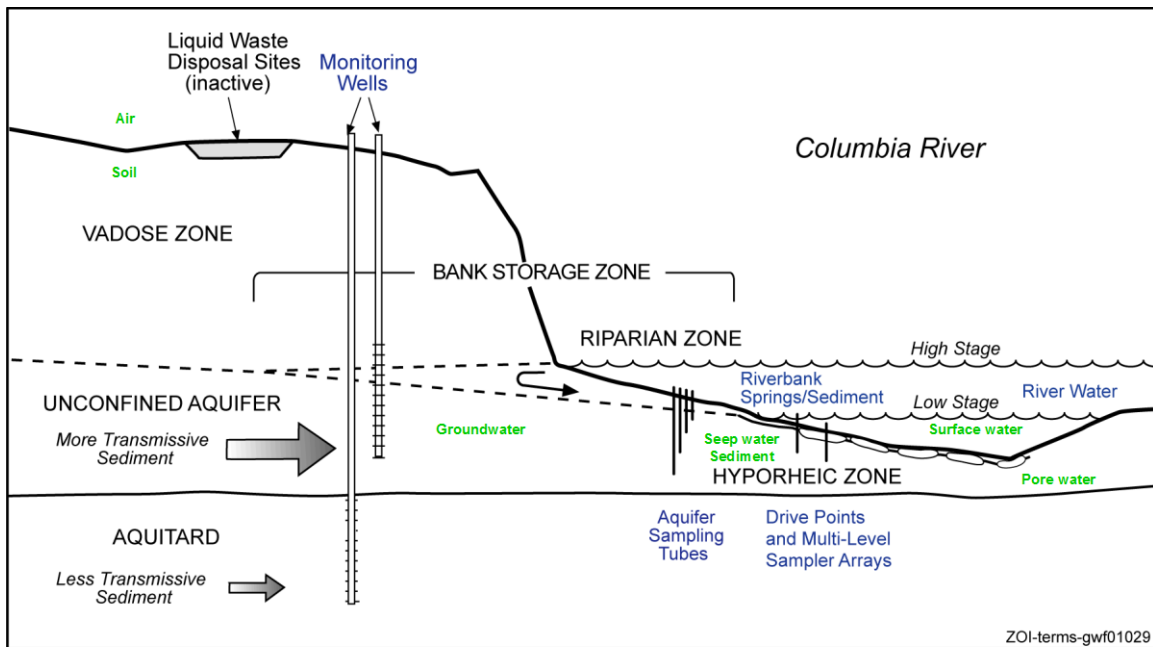 Liquid Waste
Disposal Sites
(inactive)
Monitoring
Wells
Air
Soil
Columbia River
VADOSE ZONE
BANK STORAGE ZONE
RIPARIAN ZONE
High Stage
Riverbank
Springs/Sediment
Low Stage
River Water
UNCONFINED AQUIFER
More Transmissive
Sediment
Groundwater
Seep water
Sediment
Surface water
HYPORHEIC ZONE
Pore water
AQUITARD
Less Transmissive
Sediment
Aquifer
Sampling
Tubes
Drive Points
and Multi-Level
Sampler Arrays
ZOI-terms-gwf01029